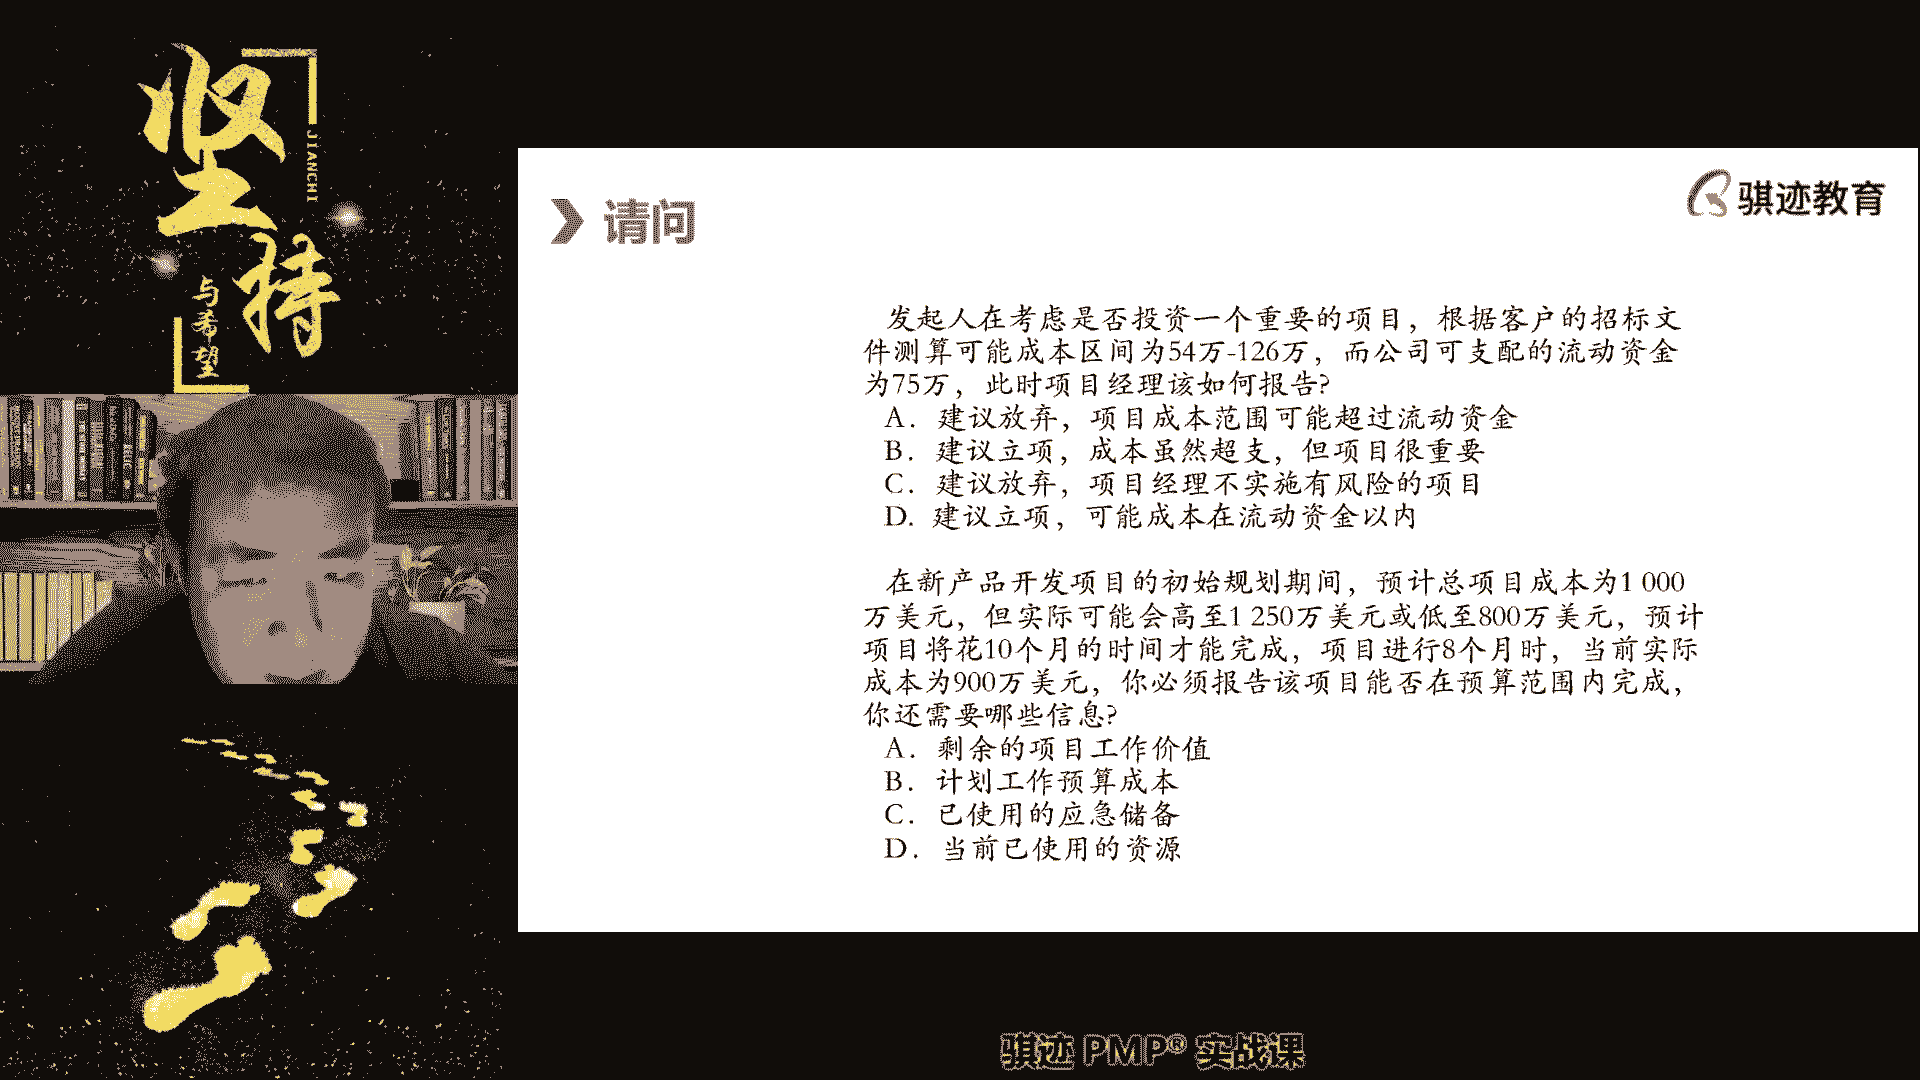 坚
持
JIANCHI
与希望
请问
骐迹教育
发起人在考虑是否投资一个重要的项目，根据客户的招标文
件测算可能成本区间为54万-126万，而公司可支配的流动资金
为75万，此时项目经理该如何报告?
A. 建议放弃，项目成本范围可能超过流动资金
B. 建议立项，成本虽然超支，但项目很重要
C. 建议放弃，项目经理不实施有风险的项目
D. 建议立项，可能成本在流动资金以内
在新产品开发项目的初始规划期间，预计总项目成本为1 000
万美元，但实际可能会高至1 250万美元或低至800万美元，预计
项目将花10个月的时间才能完成，项目进行8个月时，当前实际
成本为900万美元，你必须报告该项目能否在预算范围内完成，
你还需要哪些信息?
A. 剩余的项目工作价值
B. 计划工作预算成本
C. 已使用的应急储备
D. 当前已使用的资源
骐迹 PMP® 实战课